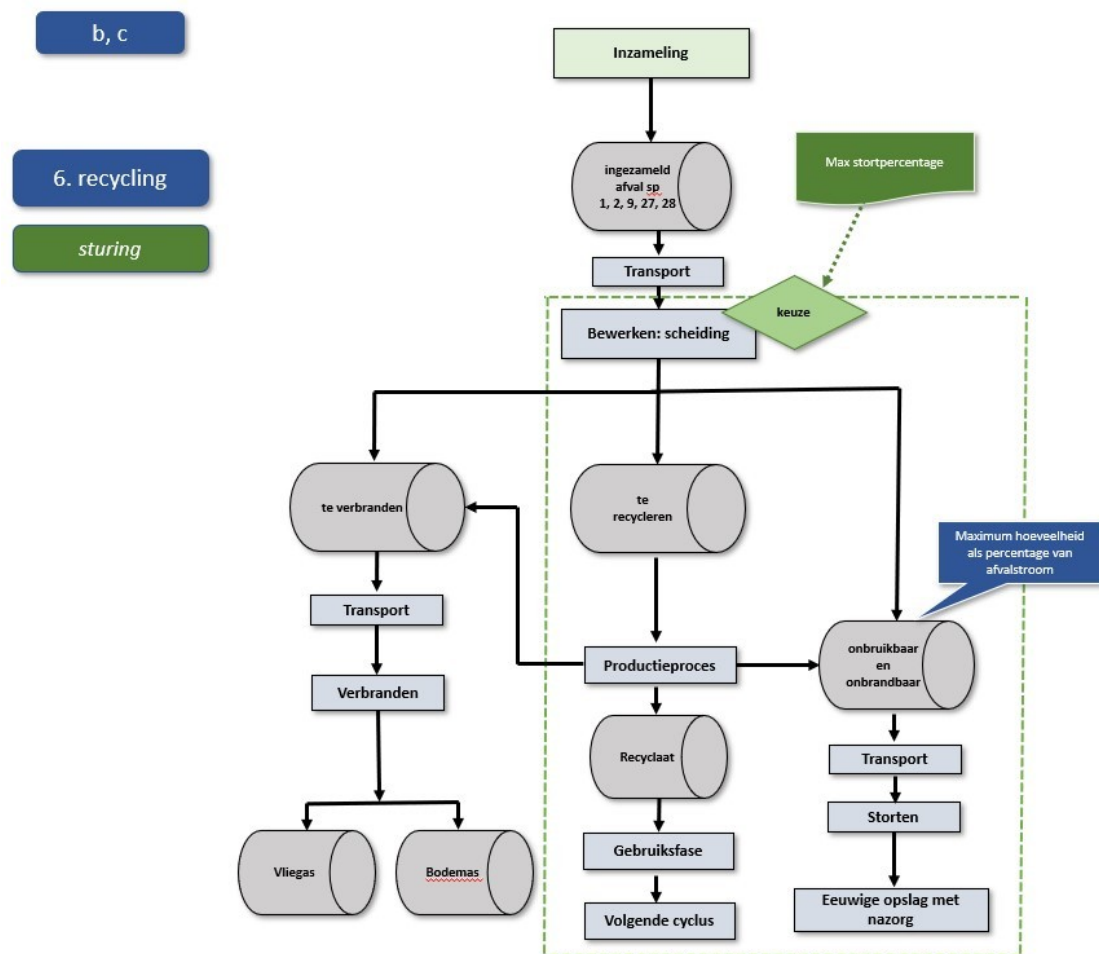 b, c
Inzameling
6. recycling
sturing
ingezameld
afval sp
1, 2, 9, 27, 28
Max stortpercentage
Transport
keuze
Bewerken: scheiding
te verbranden
te
recycleren
Maximum hoeveelheid
als percentage van
afvalstroom
Transport
Productieproces
onbruikbaar
en
onbrandbaar
Verbranden
Recyclaat
Transport
Storten
Gebruiksfase
Vliegas
Bodemas
Volgende cyclus
Eeuwige opslag met
nazorg